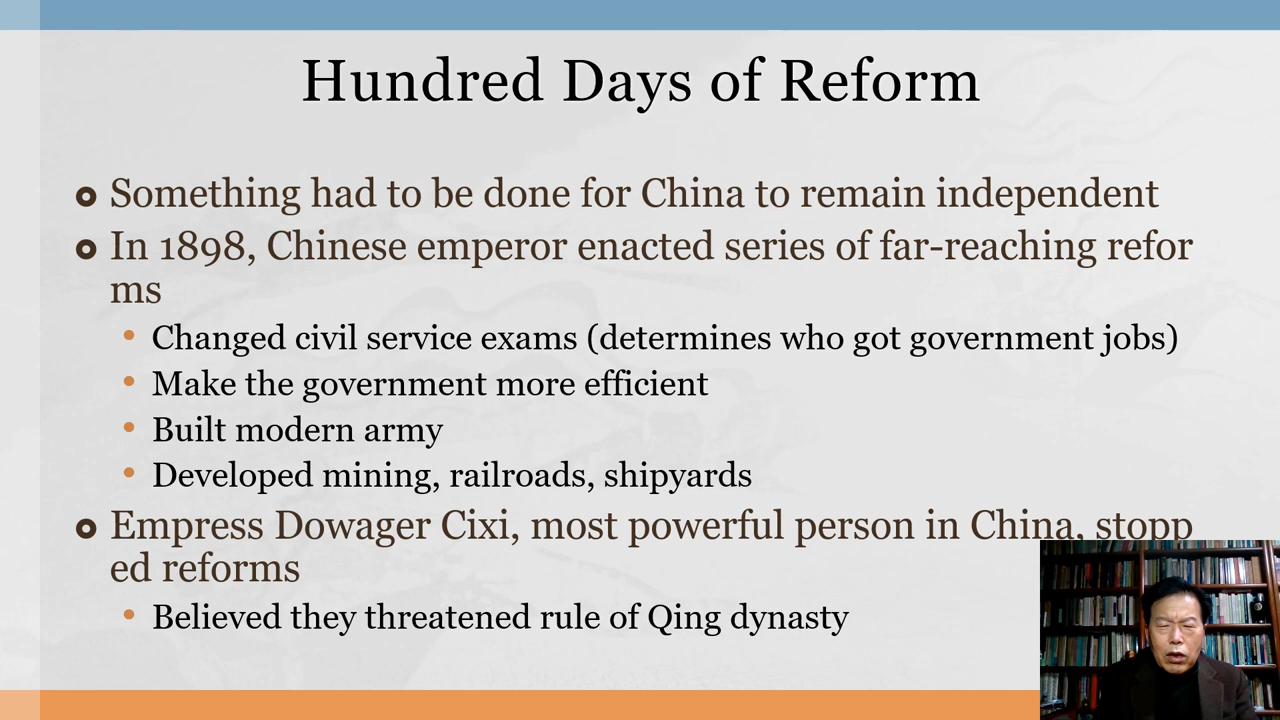 Hundred Days of Reform
Something had to be done for China to remain independent
In 1898, Chinese emperor enacted series of far-reaching refor
ms
Changed civil service exams (determines who got government jobs)
Make the government more efficient
Built modern army
Developed mining, railroads, shipyards
Empress Dowager Cixi, most powerful person in China, stopp
ed reforms
Believed they threatened rule of Qing dynasty